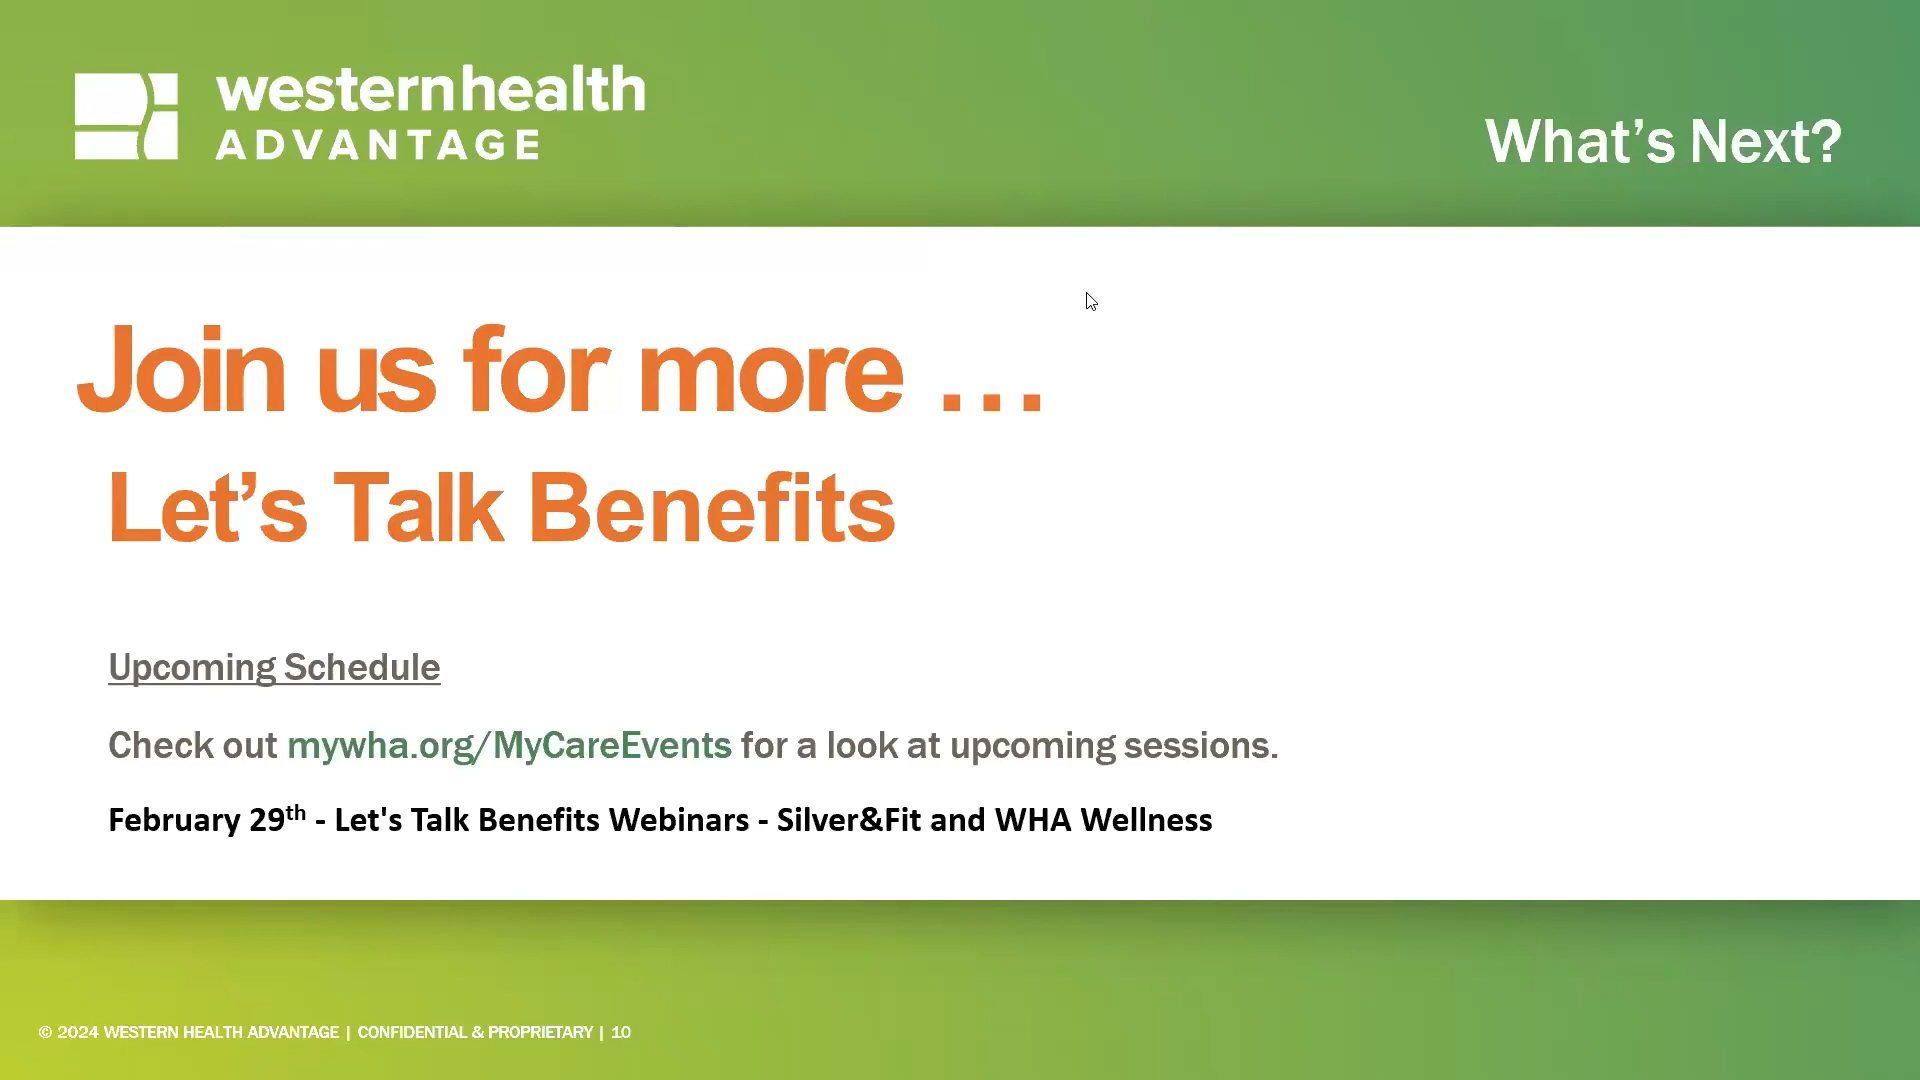 westernhealth
ADVANTAGE
What’s Next?
Join us for more …
Let’s Talk Benefits
Upcoming Schedule
Check out mywha.org/MyCareEvents for a look at upcoming sessions.
February 29th - Let's Talk Benefits Webinars - Silver&Fit and WHA Wellness
© 2024 WESTERN HEALTH ADVANTAGE | CONFIDENTIAL & PROPRIETARY | 10